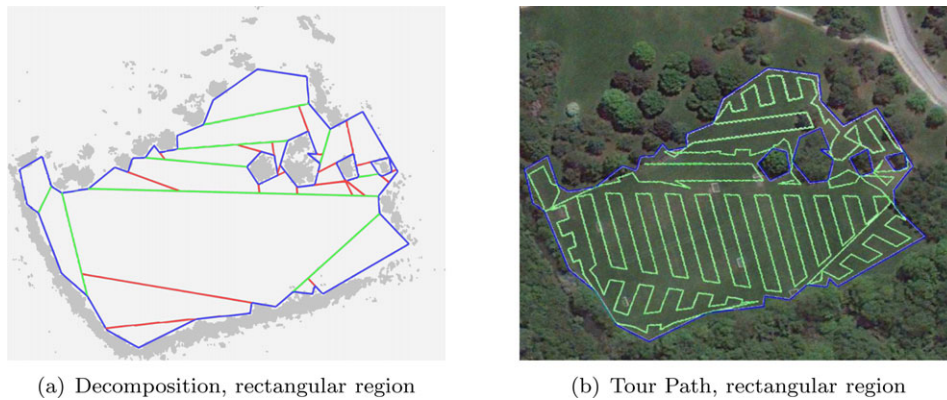 (a) Decomposition, rectangular region
(b) Tour Path, rectangular region